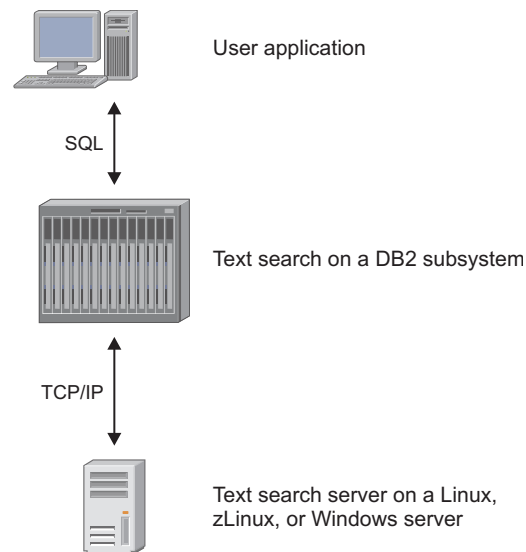 User application
SQL
Text search on a DB2 subsystem
TCP/IP
Text search server on a Linux,
zLinux, or Windows server